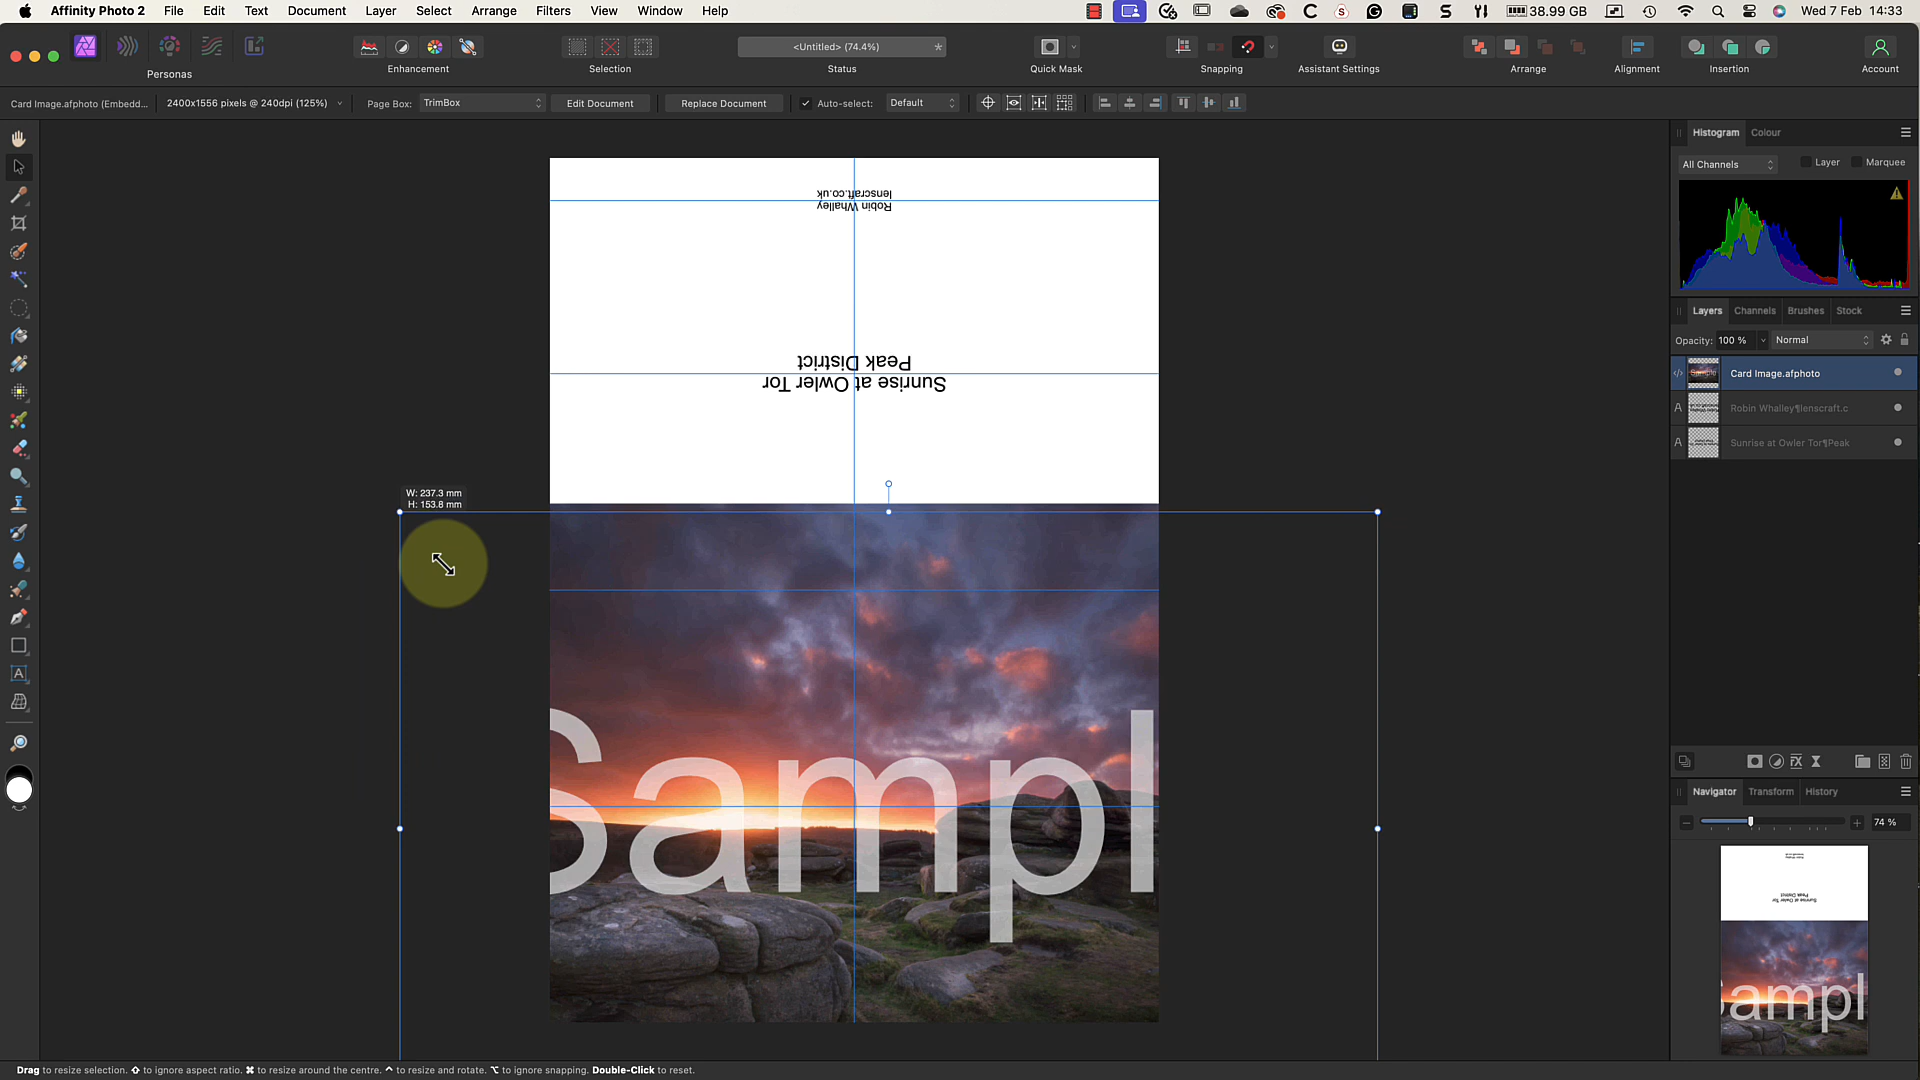 Affinity Photo 2 File Edit Text Document Layer Select Arrange Filters View Window Help 38.99 GB Wed 7 Feb 14:33
<Untitled> (74.4%) *
Personas Enhancement Selection Status Quick Mask Snapping Assistant Settings Arrange Alignment Insertion Account
Card Image.afphoto (Embedd... 2400x1556 pixels @ 240dpi (125%) Page Box: TrimBox Edit Document Replace Document Auto-select: Default
Histogram Colour
All Channels Layer Marquee
Robin Whalley
lenscraft.co.uk
Sunrise at Owler Tor
Peak District
W: 237.3 mm
H: 153.8 mm
Sampl
Layers Channels Brushes Stock
Opacity: 100 % Normal
Card Image.afphoto
A Robin Whalley¶lenscraft.c
A Sunrise at Owler Tor¶Peak
Navigator Transform History
74 %
Sunrise at Owler Tor
Peak District
ampl
Drag to resize selection. ⇧ to ignore aspect ratio. ⌘ to resize around the centre. ^ to resize and rotate. ⌥ to ignore snapping. Double-Click to reset.